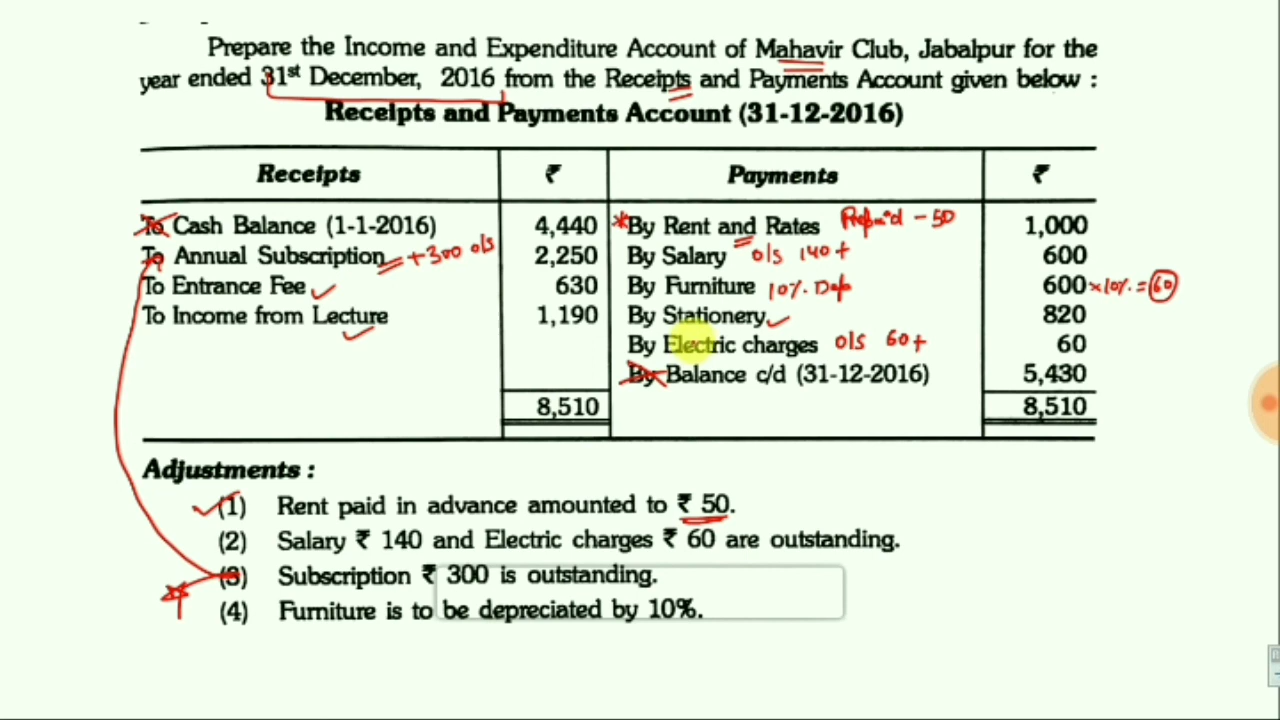 Prepare the Income and Expenditure Account of Mahavir Club, Jabalpur for the
year ended 31st December, 2016 from the Receipts and Payments Account given below :
Receipts and Payments Account (31-12-2016)
Receipts ₹ Payments ₹
To Cash Balance (1-1-2016) 4,440 *By Rent and Rates - 50 1,000
To Annual Subscription +300 o/s 2,250 By Salary o/s 140+ 600
To Entrance Fee 630 By Furniture 10%. Dep 600 ×10%. = 60
To Income from Lecture 1,190 By Stationery 820
By Electric charges o/s 60+ 60
By Balance c/d (31-12-2016) 5,430
8,510 8,510
Adjustments :
(1) Rent paid in advance amounted to ₹ 50.
(2) Salary ₹ 140 and Electric charges ₹ 60 are outstanding.
(3) Subscription ₹ 300 is outstanding.
(4) Furniture is to be depreciated by 10%.